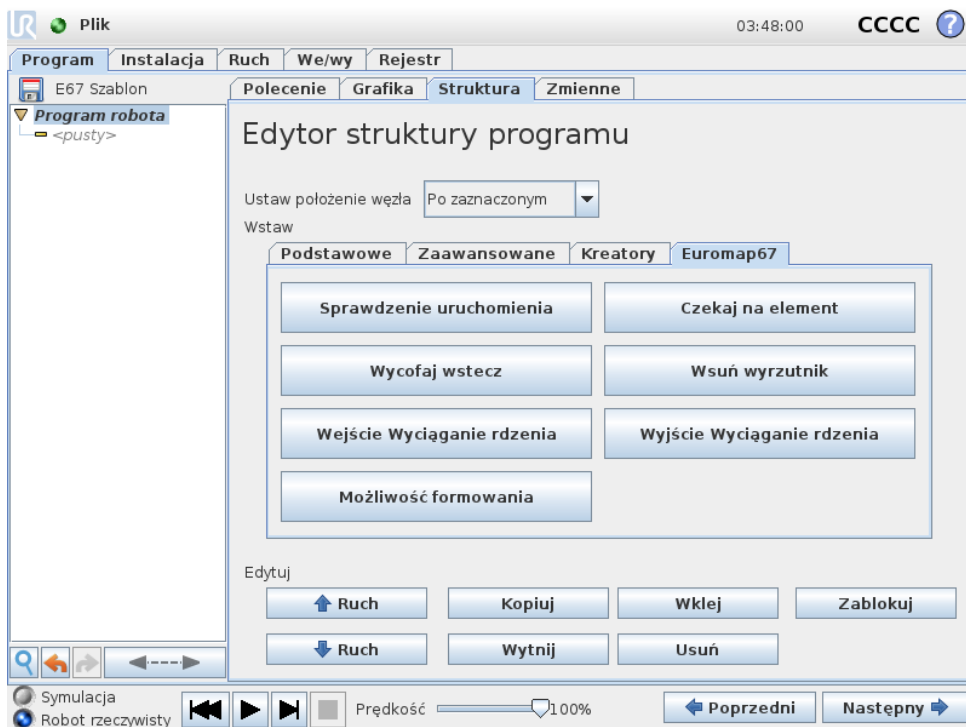 UR Plik 03:48:00 CCCC ?
Program Instalacja Ruch We/wy Rejestr
E67 Szablon
Polecenie Grafika Struktura Zmienne
Program robota
<pusty>
Edytor struktury programu
Ustaw położenie węzła Po zaznaczonym
Wstaw
Podstawowe Zaawansowane Kreatory Euromap67
Sprawdzenie uruchomienia Czekaj na element
Wycofaj wstecz Wsuń wyrzutnik
Wejście Wyciąganie rdzenia Wyjście Wyciąganie rdzenia
Możliwość formowania
Edytuj
Ruch Kopiuj Wklej Zablokuj
Ruch Wytnij Usuń
Symulacja
Robot rzeczywisty
Prędkość 100% Poprzedni Następny